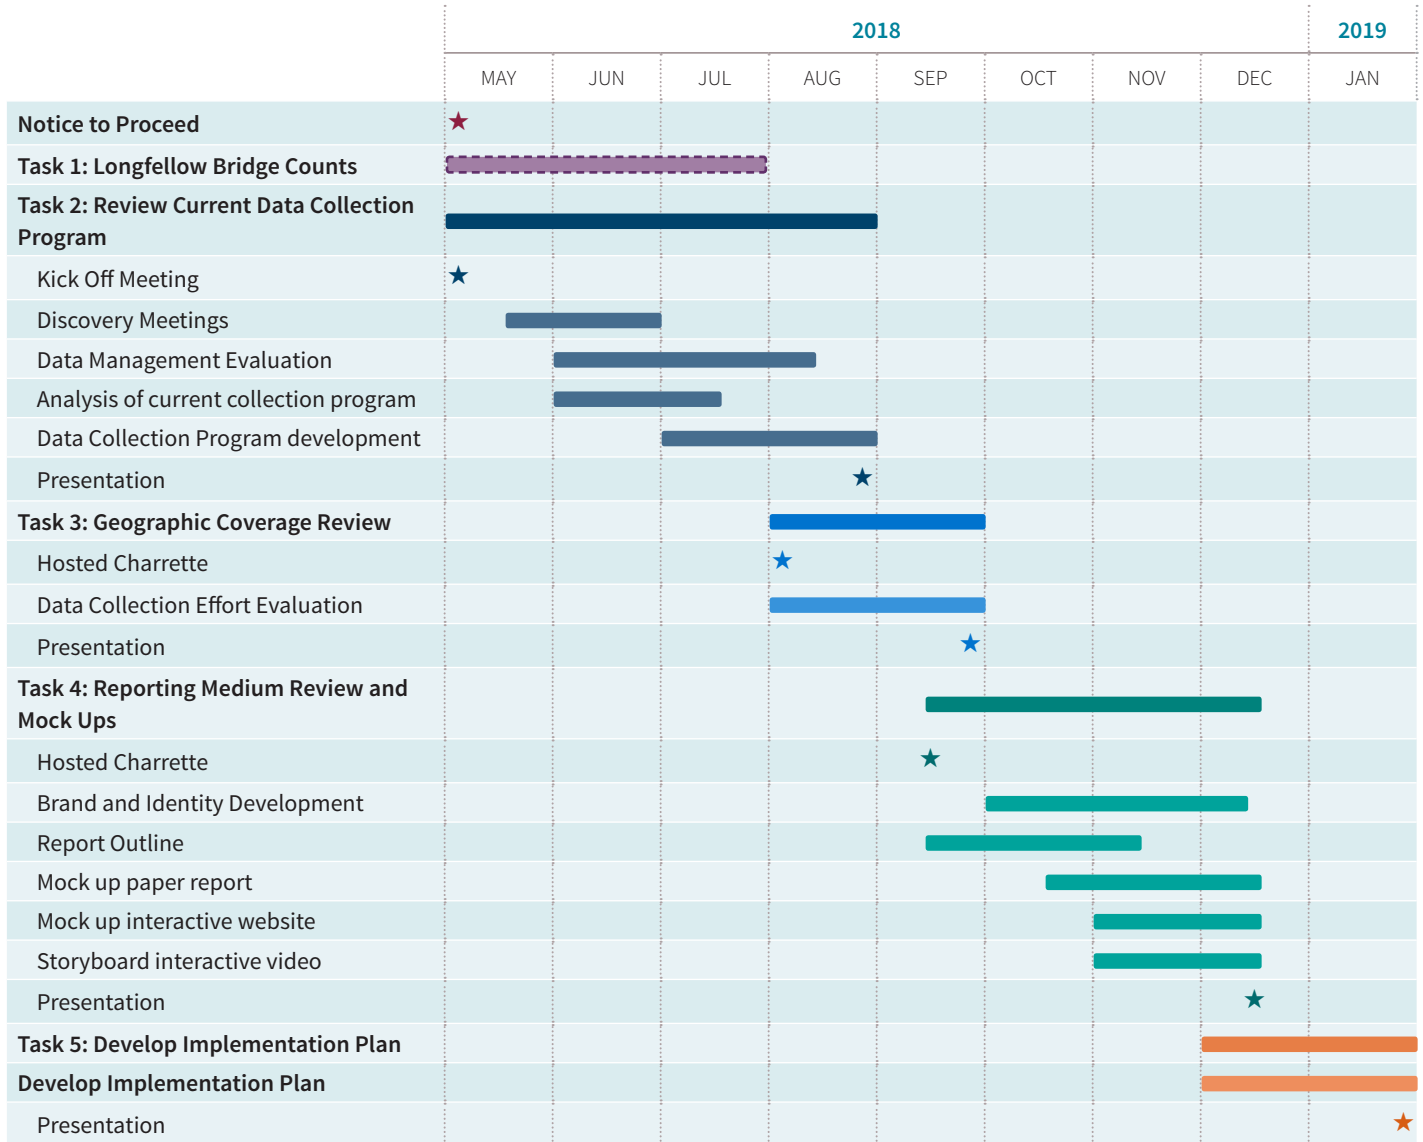 2018 2019
MAY JUN JUL AUG SEP OCT NOV DEC JAN
Notice to Proceed
Task 1: Longfellow Bridge Counts
Task 2: Review Current Data Collection
Program
Kick Off Meeting
Discovery Meetings
Data Management Evaluation
Analysis of current collection program
Data Collection Program development
Presentation
Task 3: Geographic Coverage Review
Hosted Charrette
Data Collection Effort Evaluation
Presentation
Task 4: Reporting Medium Review and
Mock Ups
Hosted Charrette
Brand and Identity Development
Report Outline
Mock up paper report
Mock up interactive website
Storyboard interactive video
Presentation
Task 5: Develop Implementation Plan
Develop Implementation Plan
Presentation